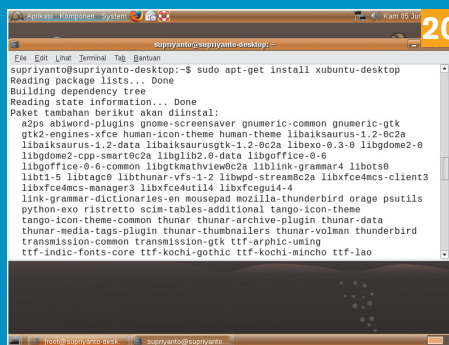 Aplikasi Komponen System
Kam 05 Jun
20
supriyanto@supriyanto-desktop: ~
File Edit Lihat Terminal Tab Bantuan
supriyanto@supriyanto-desktop:~$ sudo apt-get install xubuntu-desktop
Reading package lists... Done
Building dependency tree
Reading state information... Done
Paket tambahan berikut akan diinstal:
a2ps abiword-plugins gnome-screensaver gnumeric-common gnumeric-gtk
gtk2-engines-xfce human-icon-theme human-theme libaiksaurus-1.2-0c2a
libaiksaurus-1.2-data libaiksaurusgtk-1.2-0c2a libexo-0.3-0 libgdome2-0
libgdome2-cpp-smart0c2a libglib2.0-data libgoffice-0-6
libgoffice-0-6-common libgtkmathview0c2a liblink-grammar4 libots0
libt1-5 libtagc0 libthunar-vfs-1-2 libwpd-stream8c2a libxfce4mcs-client3
libxfce4mcs-manager3 libxfce4util4 libxfcegui4-4
link-grammar-dictionaries-en mousepad mozilla-thunderbird orage psutils
python-exo ristretto scim-tables-additional tango-icon-theme
tango-icon-theme-common thunar thunar-archive-plugin thunar-data
thunar-media-tags-plugin thunar-thumbnailers thunar-volman thunderbird
transmission-common transmission-gtk ttf-arphic-uming
ttf-indic-fonts-core ttf-kochi-gothic ttf-kochi-mincho ttf-lao
[root@supriyanto-desk... supriyanto@supriyanto...